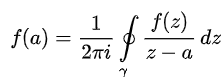 f(a) = \frac{1}{2\pi i} \oint_{\gamma} \frac{f(z)}{z - a} \, dz